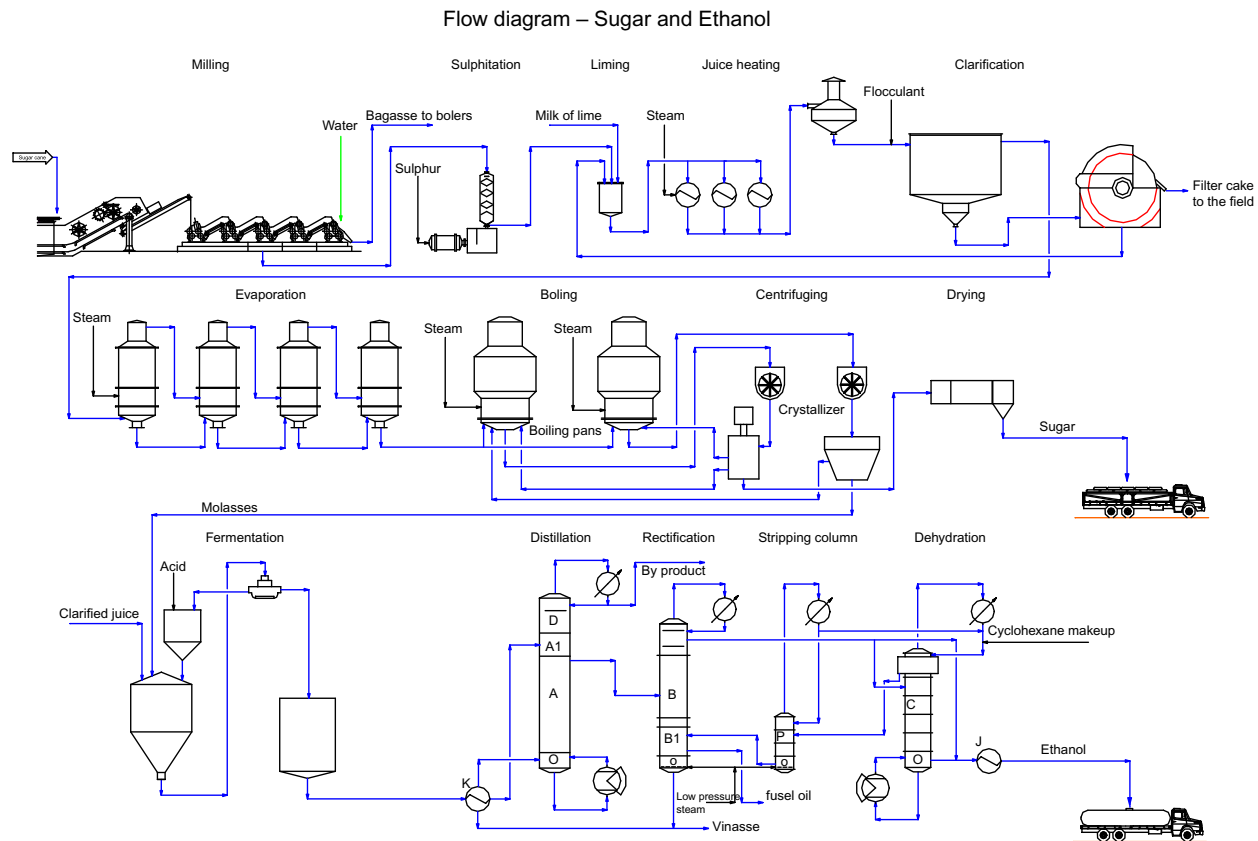 Flow diagram – Sugar and Ethanol
Milling
Sulphitation
Liming
Juice heating
Clarification
Sugar cane
Water
Bagasse to bolers
Sulphur
Milk of lime
Steam
Flocculant
Filter cake
to the field
Evaporation
Boling
Centrifuging
Drying
Steam
Steam
Steam
Boiling pans
Crystallizer
Sugar
Molasses
Fermentation
Distillation
Rectification
Stripping column
Dehydration
Acid
Clarified juice
By product
Cyclohexane makeup
D
A1
A
O
K
B
B1
O
P
O
C
O
J
Ethanol
Low pressure
steam
fusel oil
Vinasse